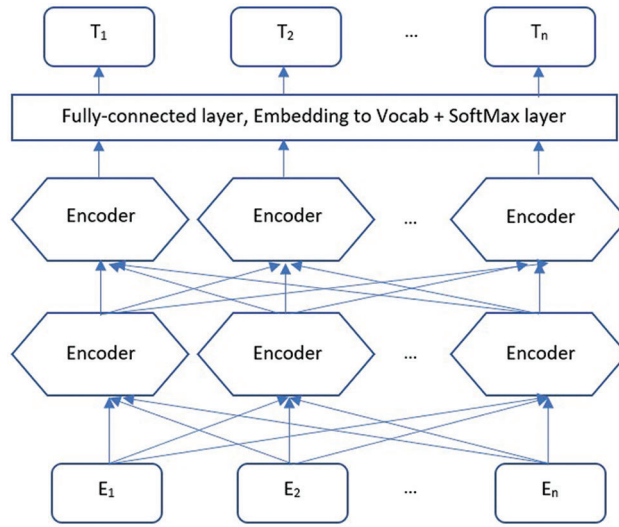 T₁ T₂ ... Tₙ
Fully-connected layer, Embedding to Vocab + SoftMax layer
Encoder Encoder ... Encoder
Encoder Encoder ... Encoder
E₁ E₂ ... Eₙ